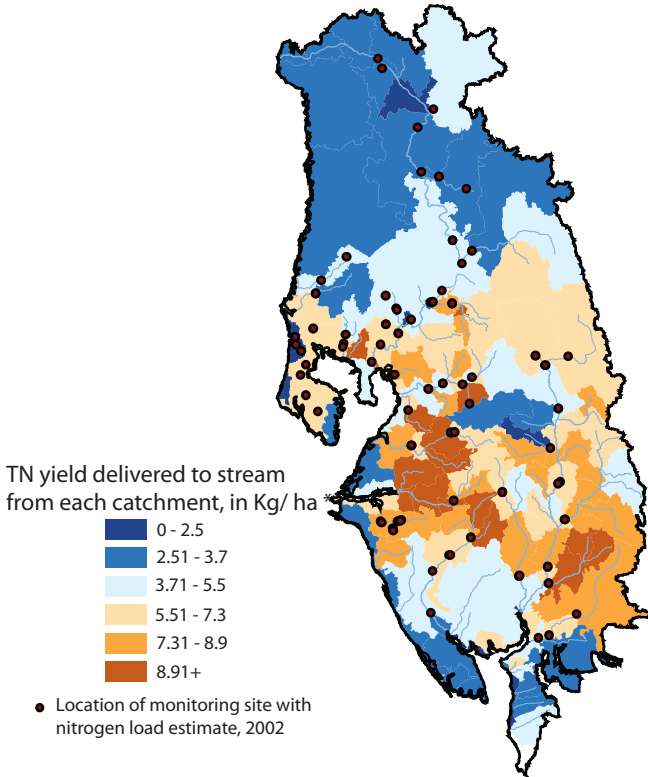 TN yield delivered to stream
from each catchment, in Kg/ ha *
0 - 2.5
2.51 - 3.7
3.71 - 5.5
5.51 - 7.3
7.31 - 8.9
8.91+
Location of monitoring site with
nitrogen load estimate, 2002